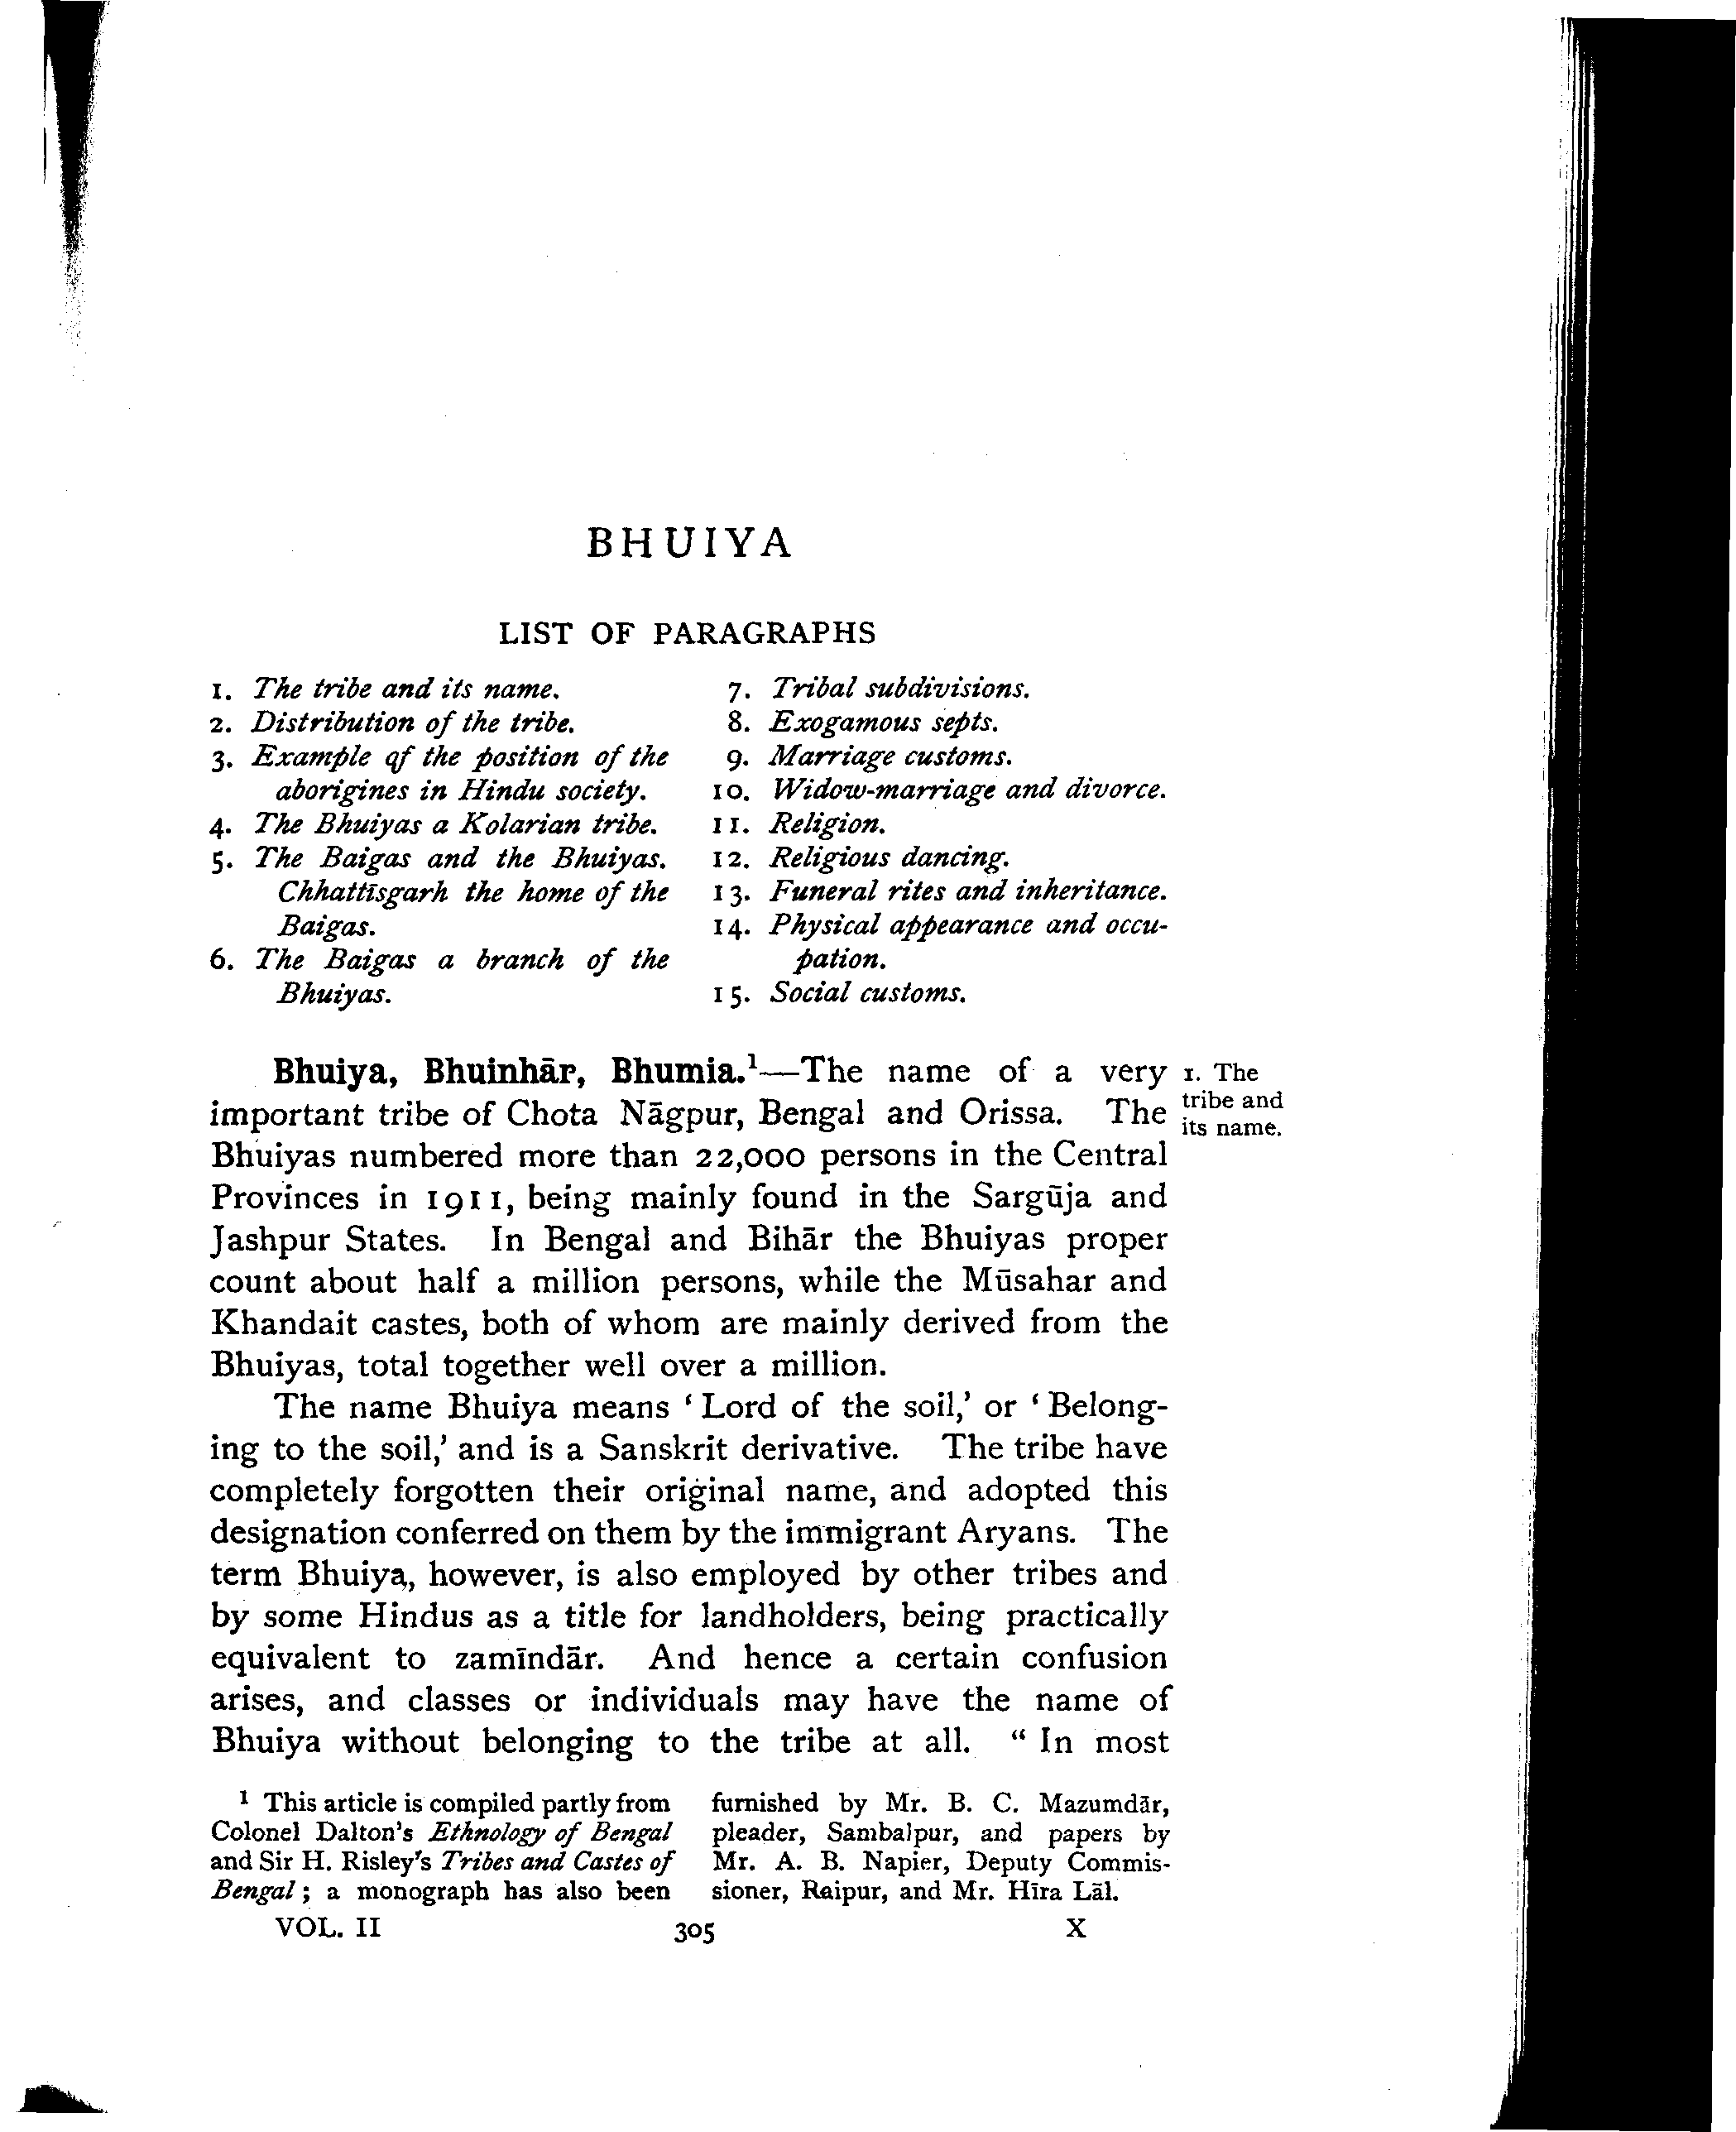 BHUIYA
LIST OF PARAGRAPHS
1. The tribe and its name.
2. Distribution of the tribe.
3. Example of the position of the
aborigines in Hindu society.
4. The Bhuiyas a Kolarian tribe.
5. The Baigas and the Bhuiyas.
Chhattīsgarh the home of the
Baigas.
6. The Baigas a branch of the
Bhuiyas.
7. Tribal subdivisions.
8. Exogamous septs.
9. Marriage customs.
10. Widow-marriage and divorce.
11. Religion.
12. Religious dancing.
13. Funeral rites and inheritance.
14. Physical appearance and occu-
pation.
15. Social customs.
Bhuiya, Bhuinhār, Bhumia.¹—The name of a very
important tribe of Chota Nāgpur, Bengal and Orissa. The
Bhuiyas numbered more than 22,000 persons in the Central
Provinces in 1911, being mainly found in the Sargūja and
Jashpur States. In Bengal and Bihār the Bhuiyas proper
count about half a million persons, while the Mūsahar and
Khandait castes, both of whom are mainly derived from the
Bhuiyas, total together well over a million.
The name Bhuiya means ‘Lord of the soil,’ or ‘Belong-
ing to the soil,’ and is a Sanskrit derivative. The tribe have
completely forgotten their original name, and adopted this
designation conferred on them by the immigrant Aryans. The
term Bhuiya, however, is also employed by other tribes and
by some Hindus as a title for landholders, being practically
equivalent to zamīndār. And hence a certain confusion
arises, and classes or individuals may have the name of
Bhuiya without belonging to the tribe at all. “In most
1. The
tribe and
its name.
¹ This article is compiled partly from
Colonel Dalton's Ethnology of Bengal
and Sir H. Risley's Tribes and Castes of
Bengal; a monograph has also been
furnished by Mr. B. C. Mazumdār,
pleader, Sambalpur, and papers by
Mr. A. B. Napier, Deputy Commis-
sioner, Raipur, and Mr. Hīra Lāl.
VOL. II 305 X